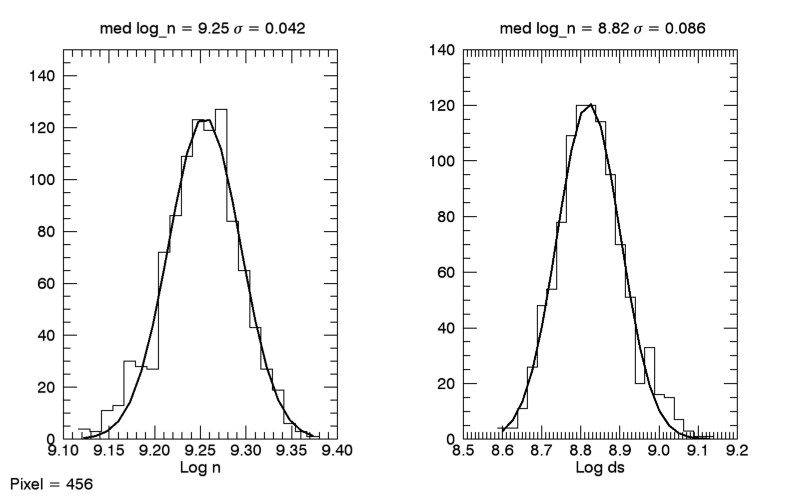 med log_n = 9.25 σ = 0.042
140
120
100
80
60
40
20
0
9.10 9.15 9.20 9.25 9.30 9.35 9.40
Log n
med log_n = 8.82 σ = 0.086
140
120
100
80
60
40
20
0
8.5 8.6 8.7 8.8 8.9 9.0 9.1 9.2
Log ds
Pixel = 456